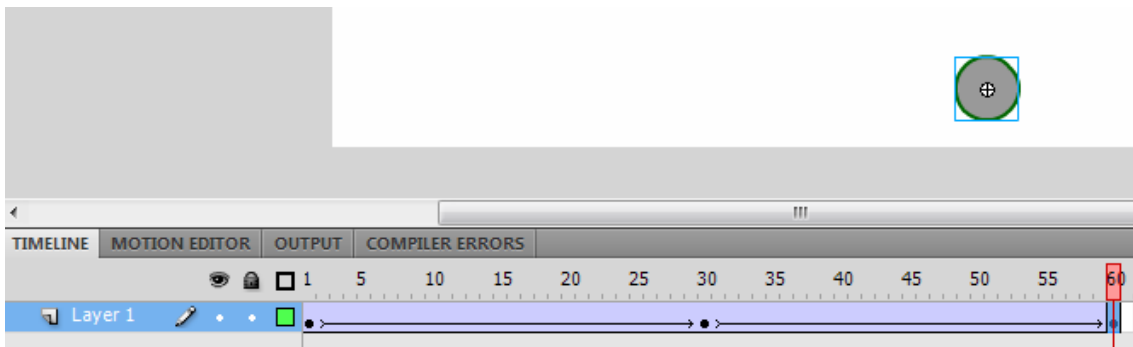 TIMELINE MOTION EDITOR OUTPUT COMPILER ERRORS
1 5 10 15 20 25 30 35 40 45 50 55 60
Layer 1